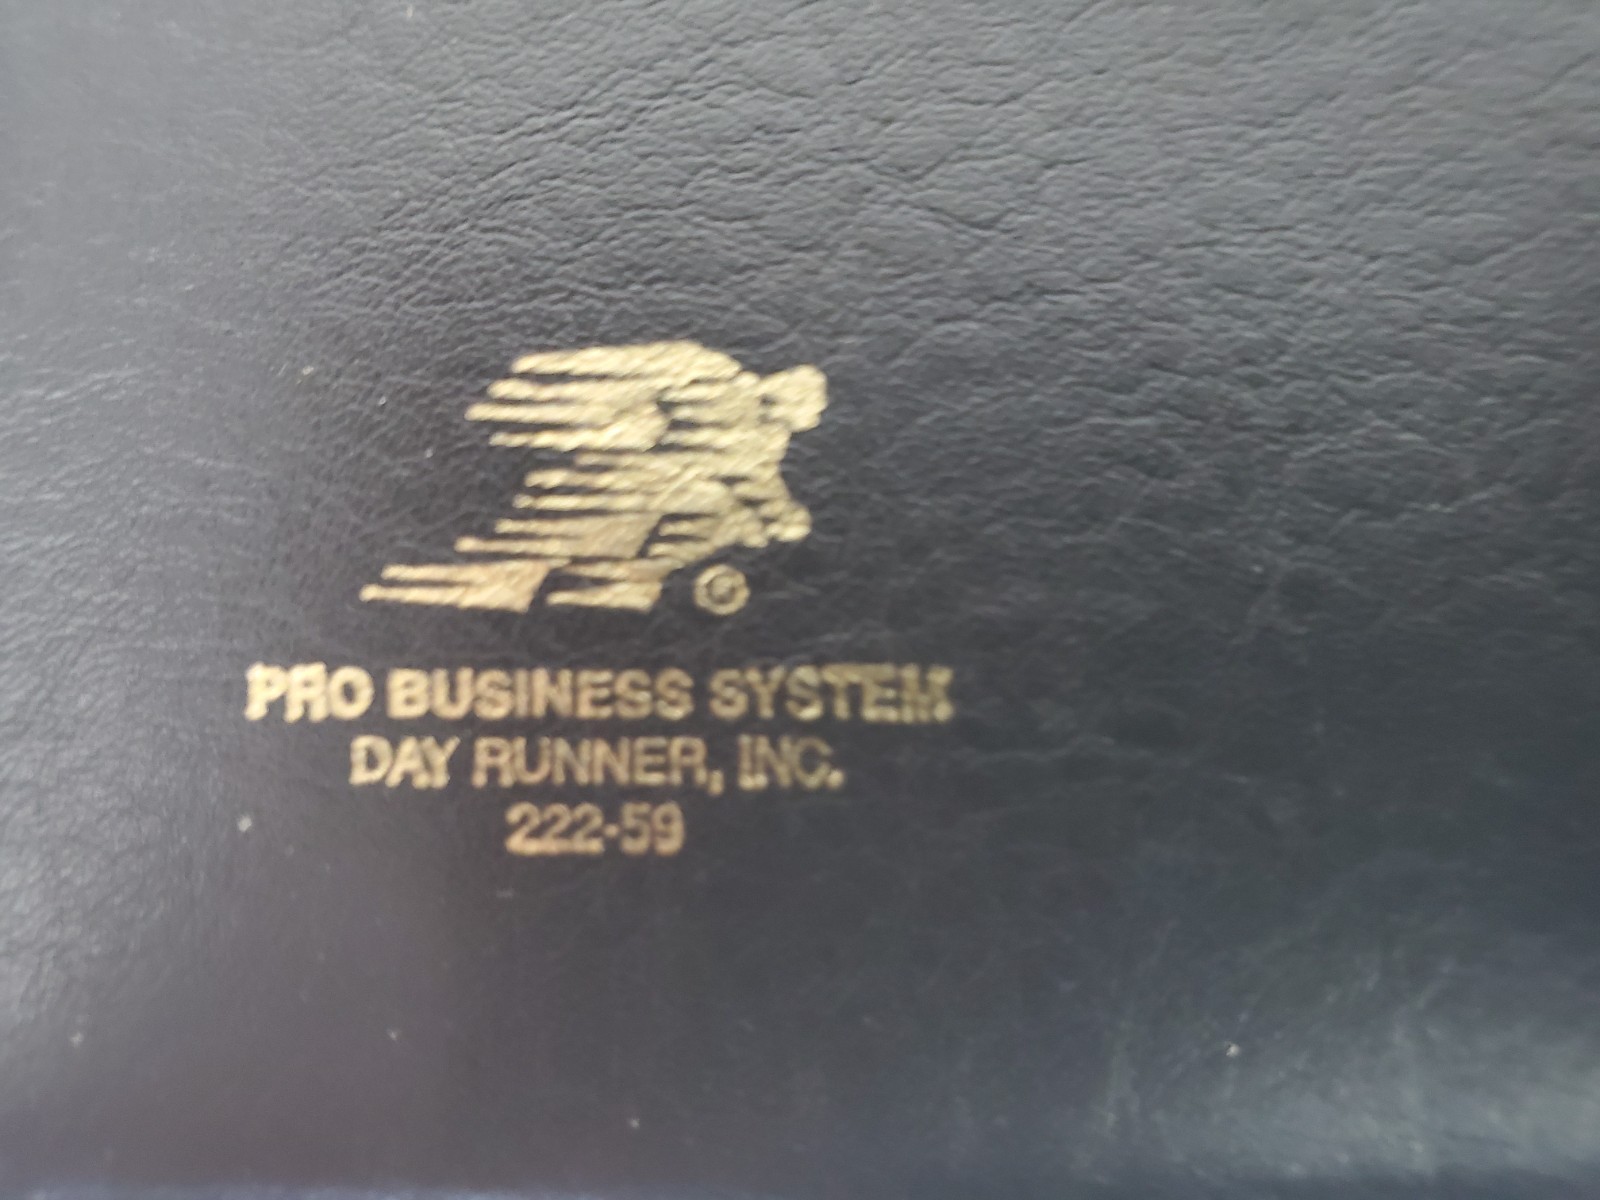 PRO BUSINESS SYSTEM
DAY RUNNER, INC.
222-59